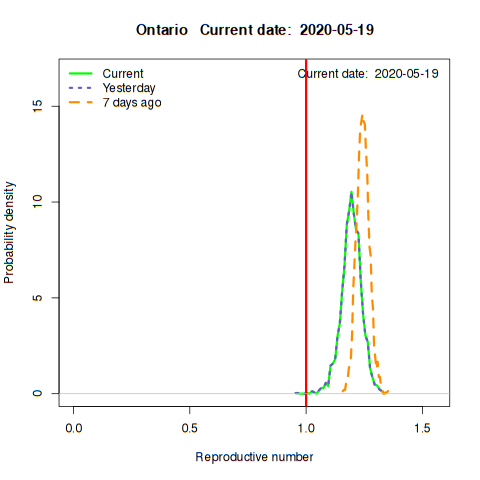 Ontario   Current date:  2020-05-19
Current date:  2020-05-19
Current
Yesterday
7 days ago
Probability density
15
10
5
0
0.0 0.5 1.0 1.5
Reproductive number